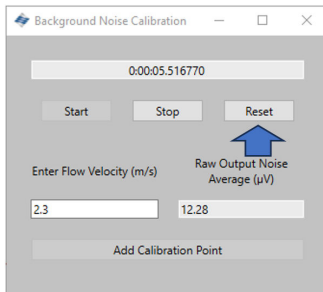 Background Noise Calibration
0:00:05.516770
Start Stop Reset
Enter Flow Velocity (m/s)
Raw Output Noise
Average (μV)
2.3 12.28
Add Calibration Point